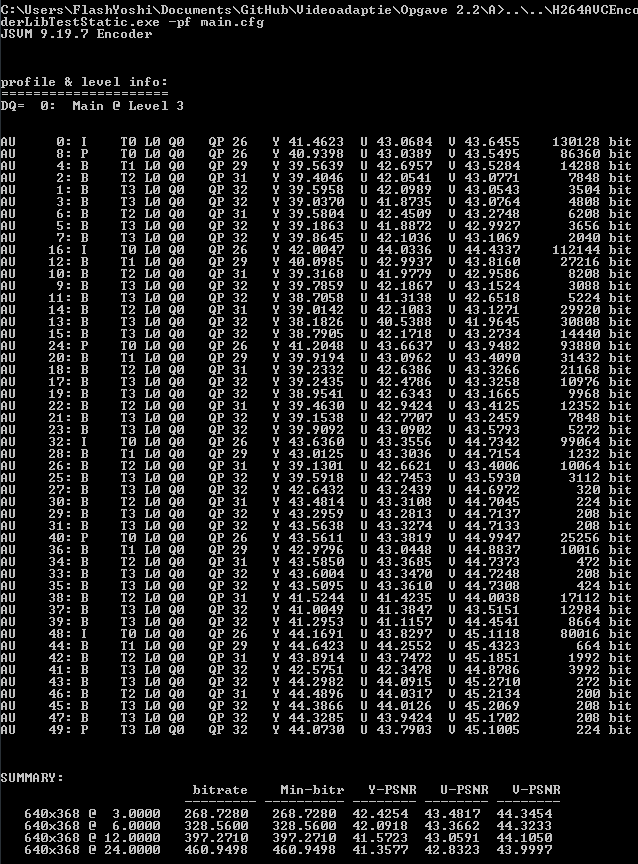 C:\Users\FlashYoshi\Documents\GitHub\Videoadaptie\Opgave 2.2\A>..\..\H264AVCEnco
derLibTestStatic.exe -pf main.cfg
JSVM 9.19.7 Encoder
profile & level info:
=====================
DQ=  0:  Main @ Level 3
AU     0: I    T0 L0 Q0   QP 26   Y 41.4623  U 43.0684  V 43.6455    130128 bit
AU     8: P    T0 L0 Q0   QP 26   Y 40.9398  U 43.0389  V 43.5495     86360 bit
AU     4: B    T1 L0 Q0   QP 29   Y 39.5639  U 42.6957  V 43.5284     14288 bit
AU     2: B    T2 L0 Q0   QP 31   Y 39.4046  U 42.0541  V 43.0771      7848 bit
AU     1: B    T3 L0 Q0   QP 32   Y 39.5958  U 42.0989  V 43.0543      3504 bit
AU     3: B    T3 L0 Q0   QP 32   Y 39.0370  U 41.8735  V 43.0764      4808 bit
AU     6: B    T2 L0 Q0   QP 31   Y 39.5804  U 42.4509  V 43.2748      6208 bit
AU     5: B    T3 L0 Q0   QP 32   Y 39.1863  U 41.8872  V 42.9927      3656 bit
AU     7: B    T3 L0 Q0   QP 32   Y 39.8645  U 42.1036  V 43.1069      2040 bit
AU    16: I    T0 L0 Q0   QP 26   Y 42.0047  U 44.0336  V 44.4337    112144 bit
AU    12: B    T1 L0 Q0   QP 29   Y 40.0985  U 42.9937  V 43.8160     27216 bit
AU    10: B    T2 L0 Q0   QP 31   Y 39.3168  U 41.9779  V 42.9586      8208 bit
AU     9: B    T3 L0 Q0   QP 32   Y 39.7859  U 42.1867  V 43.1524      3088 bit
AU    11: B    T3 L0 Q0   QP 32   Y 38.7058  U 41.3138  V 42.6518      5224 bit
AU    14: B    T2 L0 Q0   QP 31   Y 39.0142  U 42.1083  V 43.1271     29920 bit
AU    13: B    T3 L0 Q0   QP 32   Y 38.1826  U 40.5388  V 41.9645     30808 bit
AU    15: B    T3 L0 Q0   QP 32   Y 38.7905  U 42.1718  V 43.2734     14440 bit
AU    24: P    T0 L0 Q0   QP 26   Y 41.2048  U 43.6637  V 43.9482     93880 bit
AU    20: B    T1 L0 Q0   QP 29   Y 39.9194  U 43.0962  V 43.4090     31432 bit
AU    18: B    T2 L0 Q0   QP 31   Y 39.2332  U 42.6386  V 43.3266     21168 bit
AU    17: B    T3 L0 Q0   QP 32   Y 39.2435  U 42.4786  V 43.3258     10976 bit
AU    19: B    T3 L0 Q0   QP 32   Y 38.9541  U 42.6343  V 43.1665      9968 bit
AU    22: B    T2 L0 Q0   QP 31   Y 39.4630  U 42.9424  V 43.4125     12352 bit
AU    21: B    T3 L0 Q0   QP 32   Y 39.1538  U 42.7707  V 43.2459      7848 bit
AU    23: B    T3 L0 Q0   QP 32   Y 39.9092  U 43.0902  V 43.5793      5272 bit
AU    32: I    T0 L0 Q0   QP 26   Y 43.6360  U 43.3556  V 44.7342     99064 bit
AU    28: B    T1 L0 Q0   QP 29   Y 43.0125  U 43.3036  V 44.7154      1232 bit
AU    26: B    T2 L0 Q0   QP 31   Y 39.1301  U 42.6621  V 43.4006     10064 bit
AU    25: B    T3 L0 Q0   QP 32   Y 39.5918  U 42.7453  V 43.5930      3112 bit
AU    27: B    T3 L0 Q0   QP 32   Y 42.6432  U 43.2439  V 44.6972       320 bit
AU    30: B    T2 L0 Q0   QP 31   Y 43.4814  U 43.3108  V 44.7045       224 bit
AU    29: B    T3 L0 Q0   QP 32   Y 43.2959  U 43.2813  V 44.7137       208 bit
AU    31: B    T3 L0 Q0   QP 32   Y 43.5638  U 43.3274  V 44.7133       208 bit
AU    40: P    T0 L0 Q0   QP 26   Y 43.5611  U 43.3819  V 44.9947     25256 bit
AU    36: B    T1 L0 Q0   QP 29   Y 42.9796  U 43.0448  V 44.8837     10016 bit
AU    34: B    T2 L0 Q0   QP 31   Y 43.5850  U 43.3685  V 44.7373       472 bit
AU    33: B    T3 L0 Q0   QP 32   Y 43.6004  U 43.3470  V 44.7248       208 bit
AU    35: B    T3 L0 Q0   QP 32   Y 43.5095  U 43.3610  V 44.7308       424 bit
AU    38: B    T2 L0 Q0   QP 31   Y 41.5244  U 41.4235  V 44.0038     17112 bit
AU    37: B    T3 L0 Q0   QP 32   Y 41.0049  U 41.3847  V 43.5151     12984 bit
AU    39: B    T3 L0 Q0   QP 32   Y 41.2953  U 41.1157  V 44.4541      8664 bit
AU    48: I    T0 L0 Q0   QP 26   Y 44.1691  U 43.8297  V 45.1118     80016 bit
AU    44: B    T1 L0 Q0   QP 29   Y 44.6423  U 44.2552  V 45.4323       664 bit
AU    42: B    T2 L0 Q0   QP 31   Y 43.8914  U 43.7472  V 45.1851      1992 bit
AU    41: B    T3 L0 Q0   QP 32   Y 42.5751  U 42.3478  V 44.8786      3992 bit
AU    43: B    T3 L0 Q0   QP 32   Y 44.2982  U 44.0915  V 45.2710       272 bit
AU    46: B    T2 L0 Q0   QP 31   Y 44.4896  U 44.0317  V 45.2134       200 bit
AU    45: B    T3 L0 Q0   QP 32   Y 44.3866  U 44.0126  V 45.2069       208 bit
AU    47: B    T3 L0 Q0   QP 32   Y 44.3285  U 43.9424  V 45.1702       208 bit
AU    49: P    T3 L0 Q0   QP 32   Y 44.0730  U 43.7903  V 45.1005       224 bit
SUMMARY:
bitrate   Min-bitr   Y-PSNR   U-PSNR   V-PSNR
--------- ---------- -------- -------- --------
640x368 @  3.0000   268.7280   268.7280  42.4254  43.4817  44.3454
640x368 @  6.0000   328.5600   328.5600  42.0918  43.3662  44.3233
640x368 @ 12.0000   397.2710   397.2710  41.5723  43.0591  44.1050
640x368 @ 24.0000   460.9498   460.9498  41.3577  42.8323  43.9997